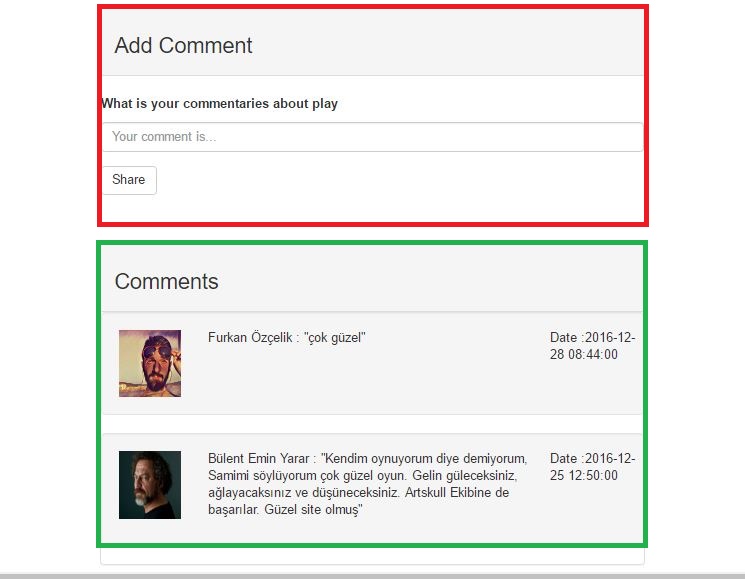 Add Comment
What is your commentaries about play
Your comment is...
Share
Comments
Furkan Özçelik : "çok güzel"
Date :2016-12-
28 08:44:00
Bülent Emin Yarar : "Kendim oynuyorum diye demiyorum,
Samimi söylüyorum çok güzel oyun. Gelin güleceksiniz,
ağlayacaksınız ve düşüneceksiniz. Artskull Ekibine de
başarılar. Güzel site olmuş"
Date :2016-12-
25 12:50:00